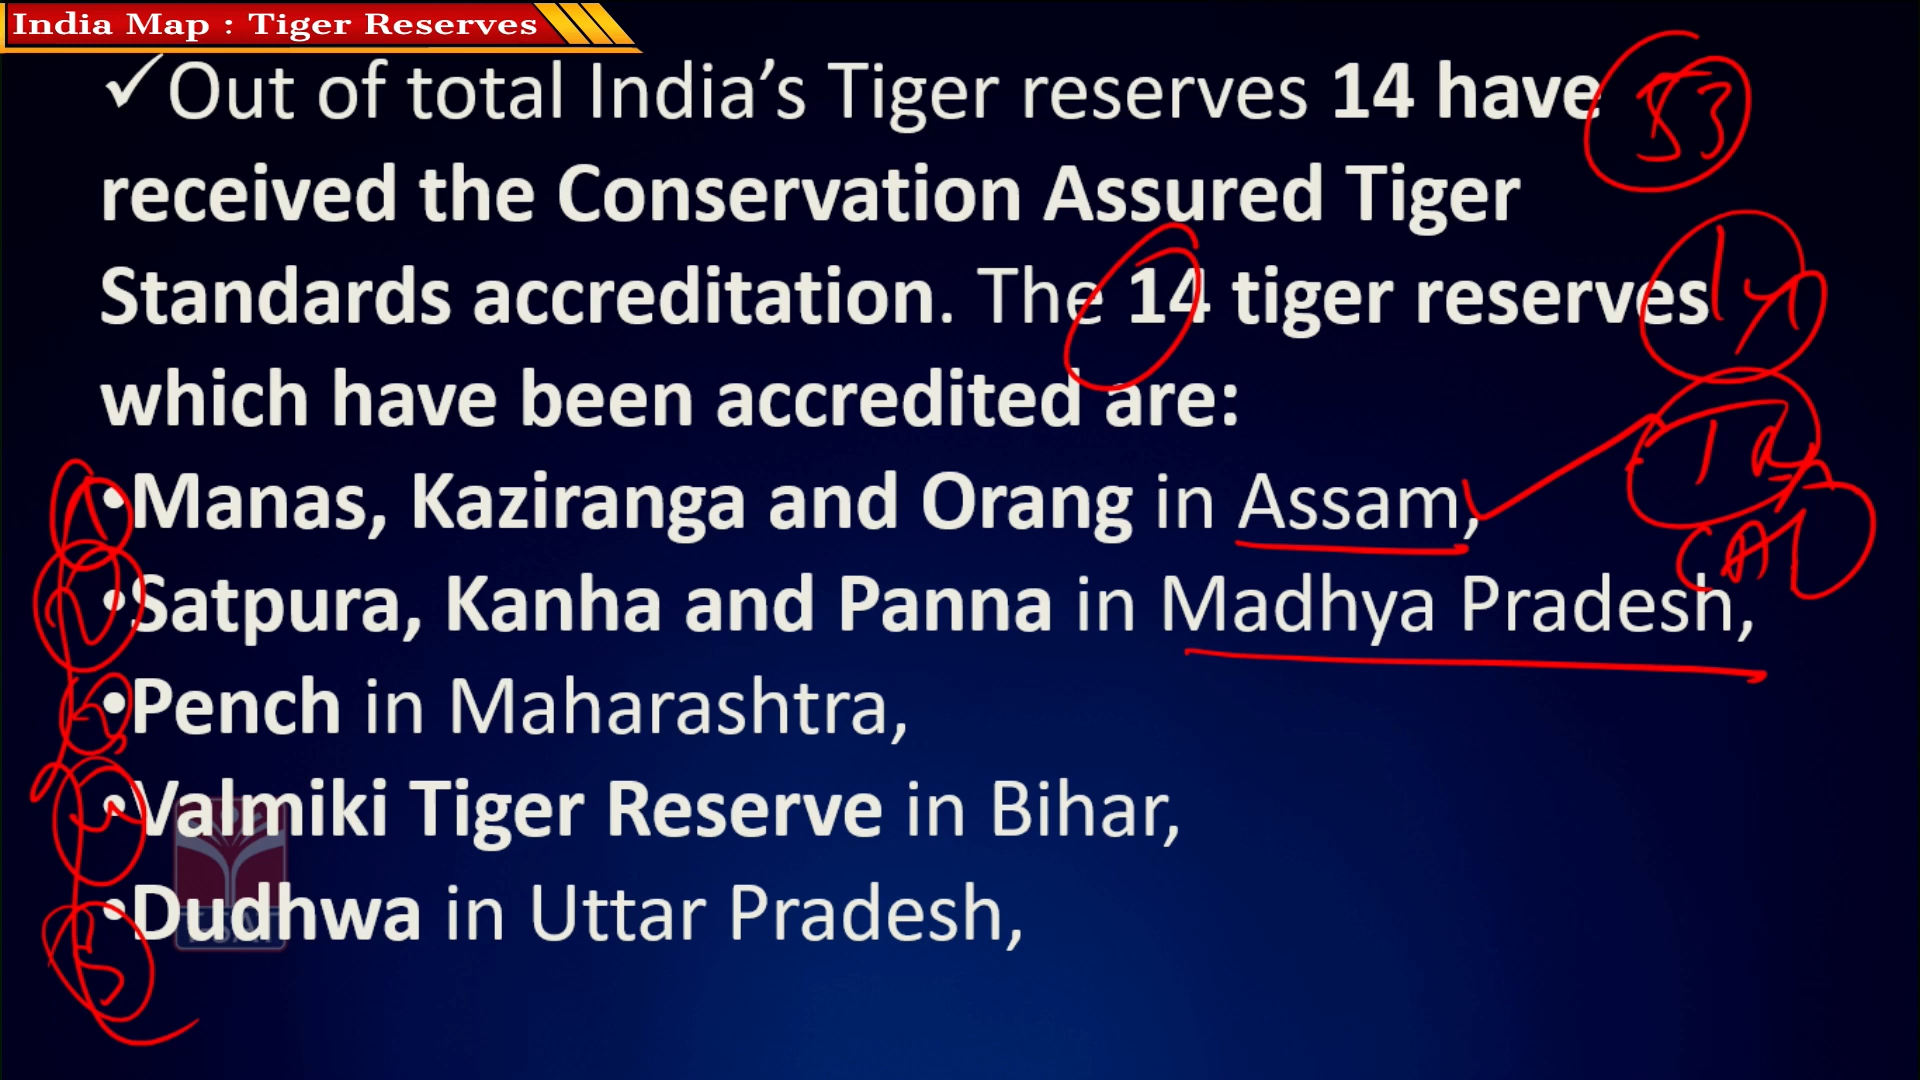 India Map : Tiger Reserves
✓Out of total India’s Tiger reserves 14 have
53
received the Conservation Assured Tiger
Standards accreditation. The 14 tiger reserves
14
which have been accredited are:
•Manas, Kaziranga and Orang in Assam,
•Satpura, Kanha and Panna in Madhya Pradesh,
•Pench in Maharashtra,
•Valmiki Tiger Reserve in Bihar,
•Dudhwa in Uttar Pradesh,